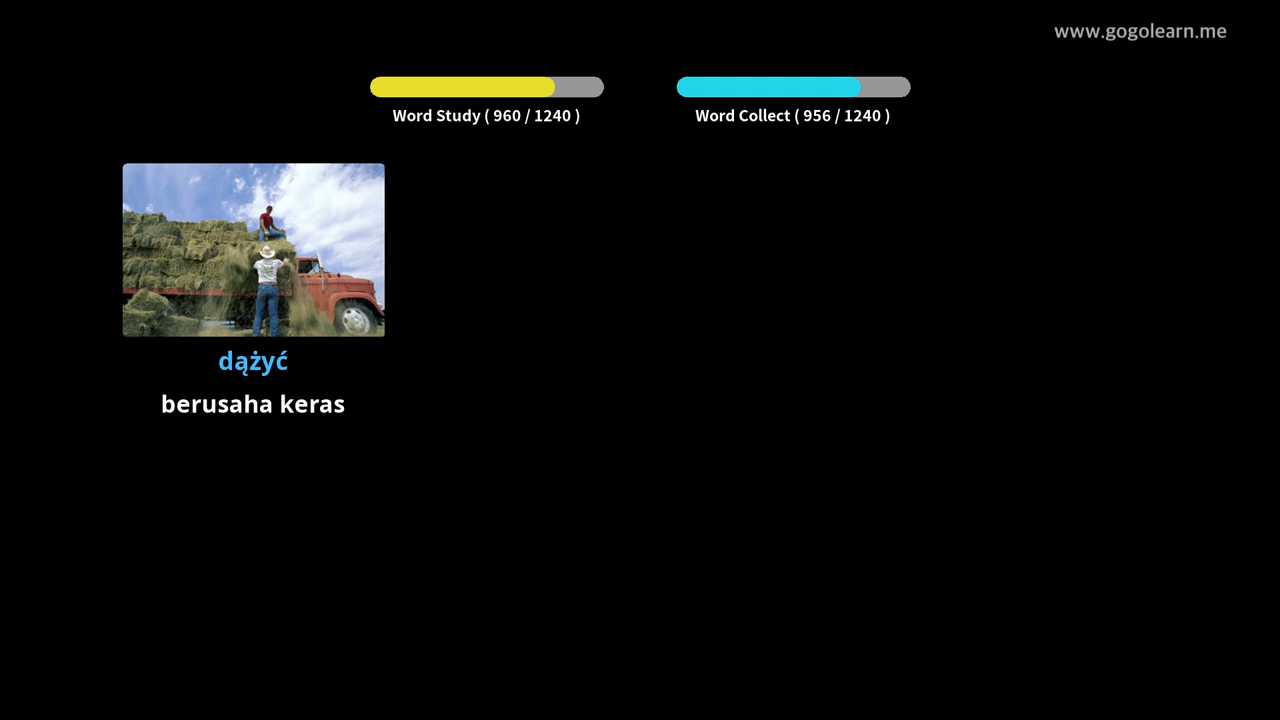 www.gogolearn.me
Word Study ( 960 / 1240 )
Word Collect ( 956 / 1240 )
dążyć
berusaha keras